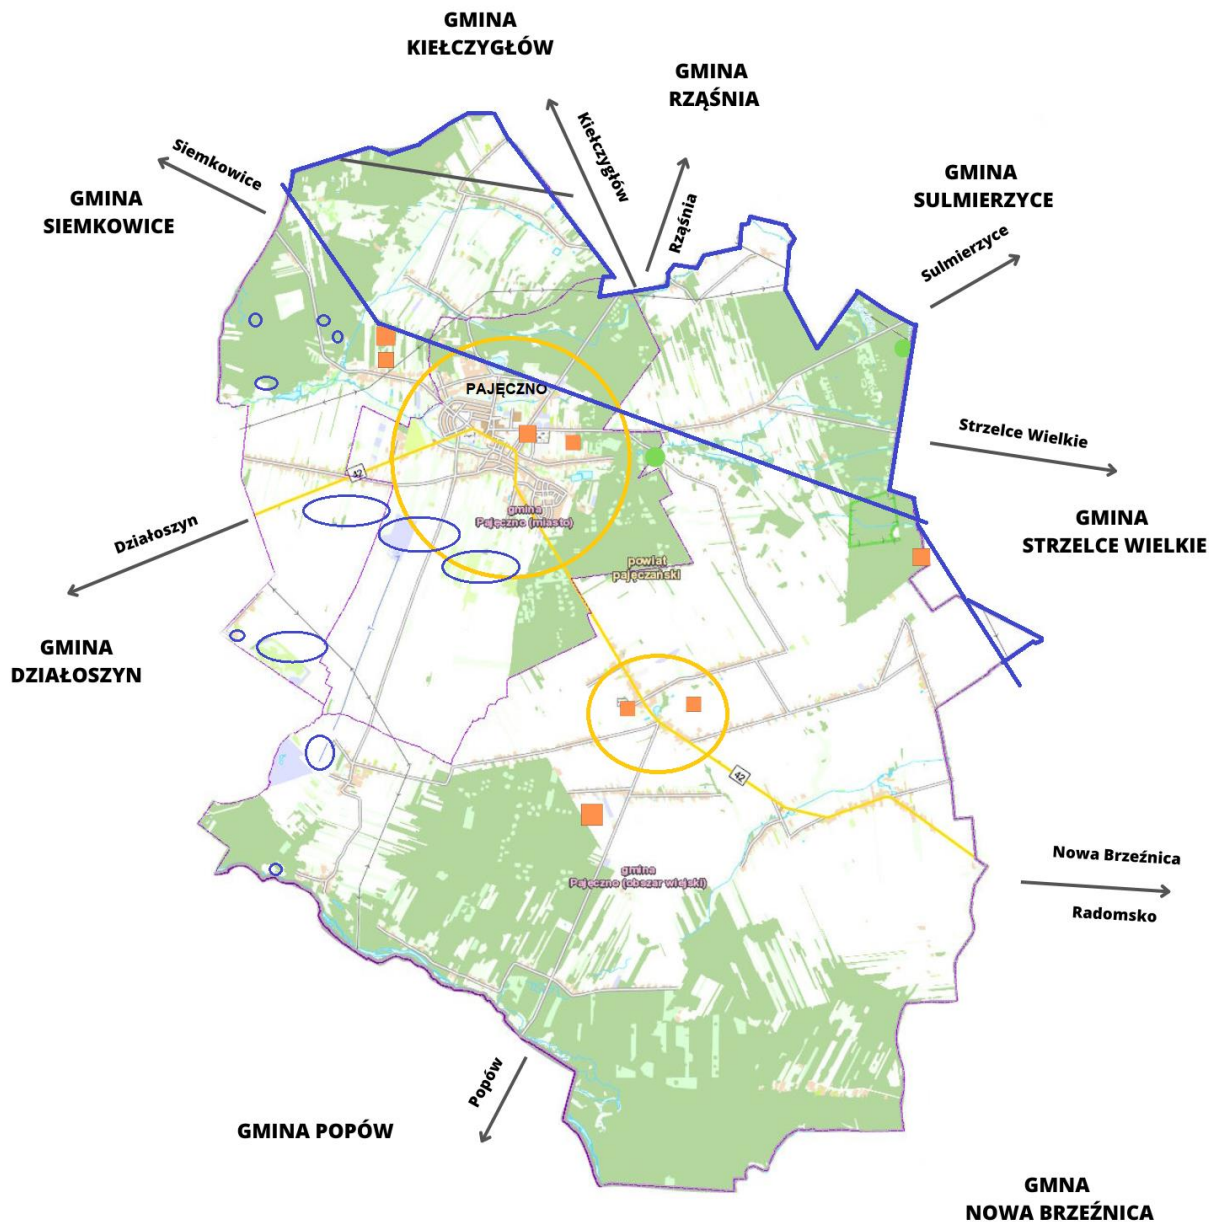 GMINA
KIEŁCZYGŁÓW
GMINA
RZĄŚNIA
Kiełczygłów
Siemkowice
GMINA
SULMIERZYCE
GMINA
SIEMKOWICE
Rząśnia
Sulmierzyce
PAJĘCZNO
Strzelce Wielkie
42
gmina
Pajęczno (miasto)
GMINA
STRZELCE WIELKIE
Działoszyn
powiat
pajęczański
GMINA
DZIAŁOSZYN
42
gmina
Pajęczno (obszar wiejski)
Nowa Brzeźnica
Radomsko
Popów
GMINA POPÓW
GMNA
NOWA BRZEŹNICA